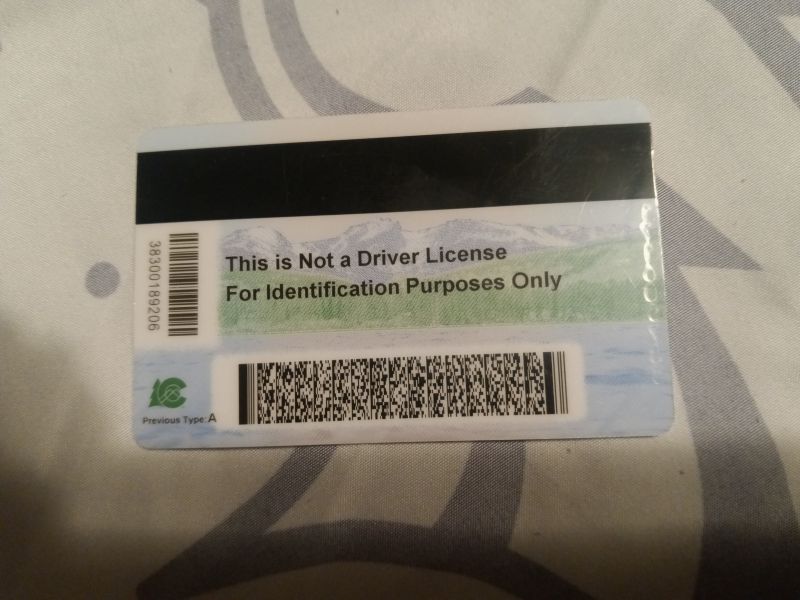 38300189206
This is Not a Driver License
For Identification Purposes Only
Previous Type: A